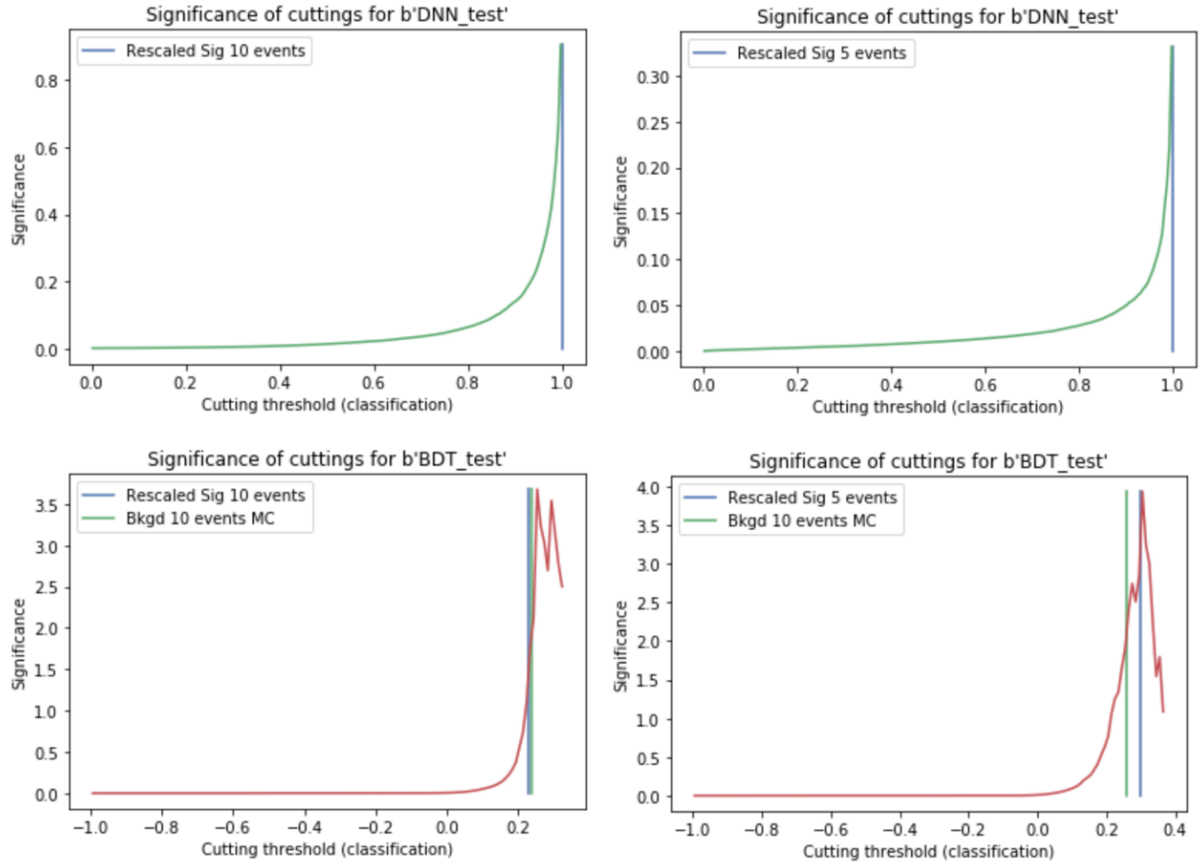 Significance of cuttings for b'DNN_test'
Rescaled Sig 10 events
Significance
0.8
0.6
0.4
0.2
0.0
0.0 0.2 0.4 0.6 0.8 1.0
Cutting threshold (classification)
Significance of cuttings for b'DNN_test'
Rescaled Sig 5 events
Significance
0.30
0.25
0.20
0.15
0.10
0.05
0.00
0.0 0.2 0.4 0.6 0.8 1.0
Cutting threshold (classification)
Significance of cuttings for b'BDT_test'
Rescaled Sig 10 events
Bkgd 10 events MC
Significance
3.5
3.0
2.5
2.0
1.5
1.0
0.5
0.0
−1.0 −0.8 −0.6 −0.4 −0.2 0.0 0.2
Cutting threshold (classification)
Significance of cuttings for b'BDT_test'
Rescaled Sig 5 events
Bkgd 10 events MC
Significance
4.0
3.5
3.0
2.5
2.0
1.5
1.0
0.5
0.0
−1.0 −0.8 −0.6 −0.4 −0.2 0.0 0.2 0.4
Cutting threshold (classification)